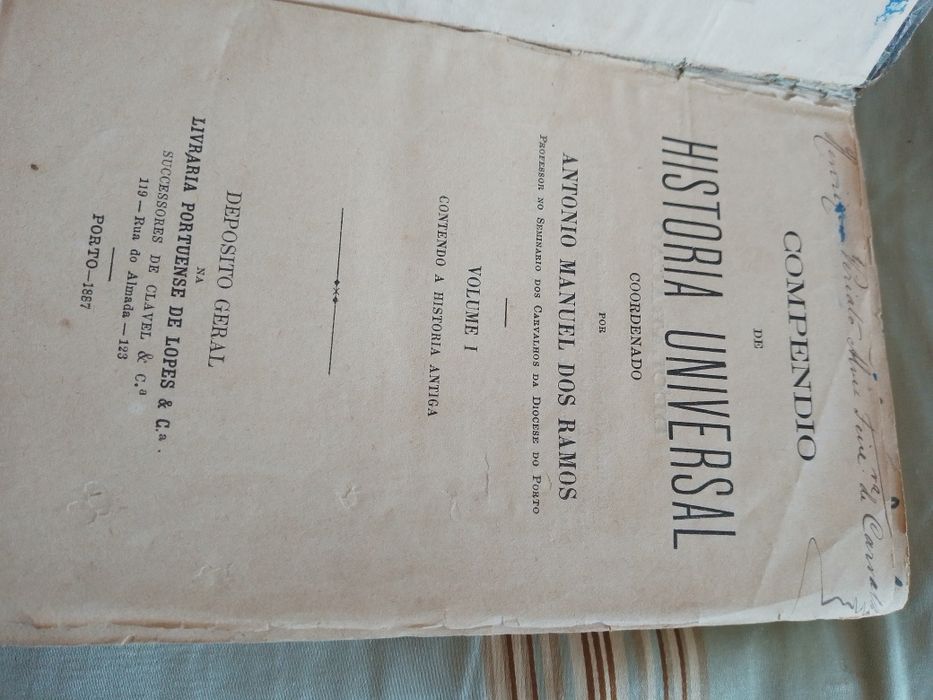 de Carvalho
COMPENDIO
DE
HISTORIA UNIVERSAL
COORDENADO
POR
ANTONIO MANUEL DOS RAMOS
PROFESSOR NO SEMINARIO DOS CARVALHOS DA DIOCESE DO PORTO
VOLUME I
CONTENDO A HISTORIA ANTIGA
DEPOSITO GERAL
NA
LIVRARIA PORTUENSE DE LOPES & C.ª
SUCCESSORES DE CLAVEL & C.ª
119—Rua do Almada—123
PORTO—1887